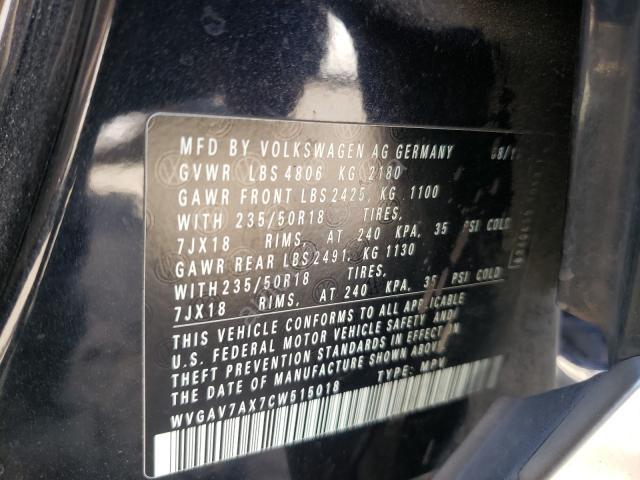 MFD BY VOLKSWAGEN AG GERMANY 08/1
GVWR LBS 4806 KG 2180
GAWR FRONT LBS 2425, KG 1100
WITH 235/50R18 TIRES,
7JX18 RIMS, AT 240 KPA, 35 PSI COLD
GAWR REAR LBS 2491, KG 1130
WITH 235/50R18 TIRES,
7JX18 RIMS, AT 240 KPA, 35 PSI COLD
THIS VEHICLE CONFORMS TO ALL APPLICABLE
U.S. FEDERAL MOTOR VEHICLE SAFETY AND
THEFT PREVENTION STANDARDS IN EFFECT ON
THE DATE OF MANUFACTURE SHOWN ABOVE.
WVGAV7AX7CW515018 TYPE: MPV